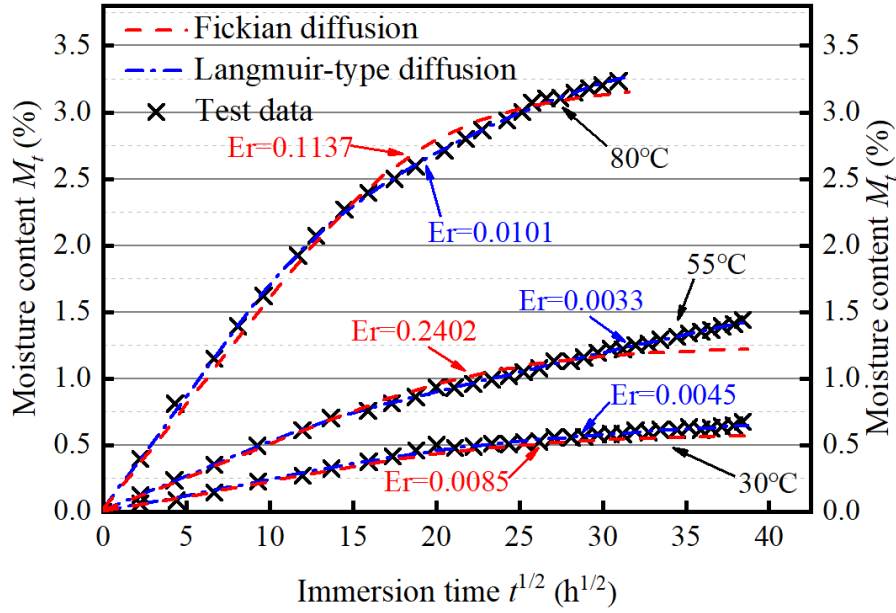 Fickian diffusion
Langmuir-type diffusion
Test data
Er=0.1137
80°C
Er=0.0101
55°C
Er=0.0033
Er=0.2402
Er=0.0045
Er=0.0085
30°C
3.5
3.0
2.5
2.0
1.5
1.0
0.5
0.0
Moisture content Mt (%)
3.5
3.0
2.5
2.0
1.5
1.0
0.5
0.0
Moisture content Mt (%)
0 5 10 15 20 25 30 35 40
Immersion time t^1/2 (h^1/2)